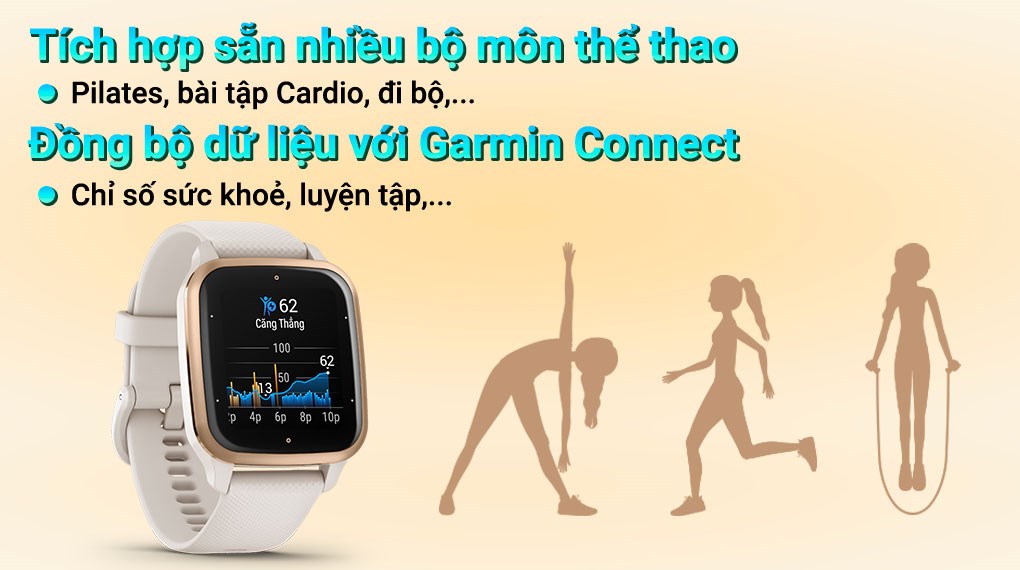 Tích hợp sẵn nhiều bộ môn thể thao
Pilates, bài tập Cardio, đi bộ,...
Đồng bộ dữ liệu với Garmin Connect
Chỉ số sức khoẻ, luyện tập,...
62
Căng Thẳng
100
62
50
13
2p 4p 6p 8p 10p